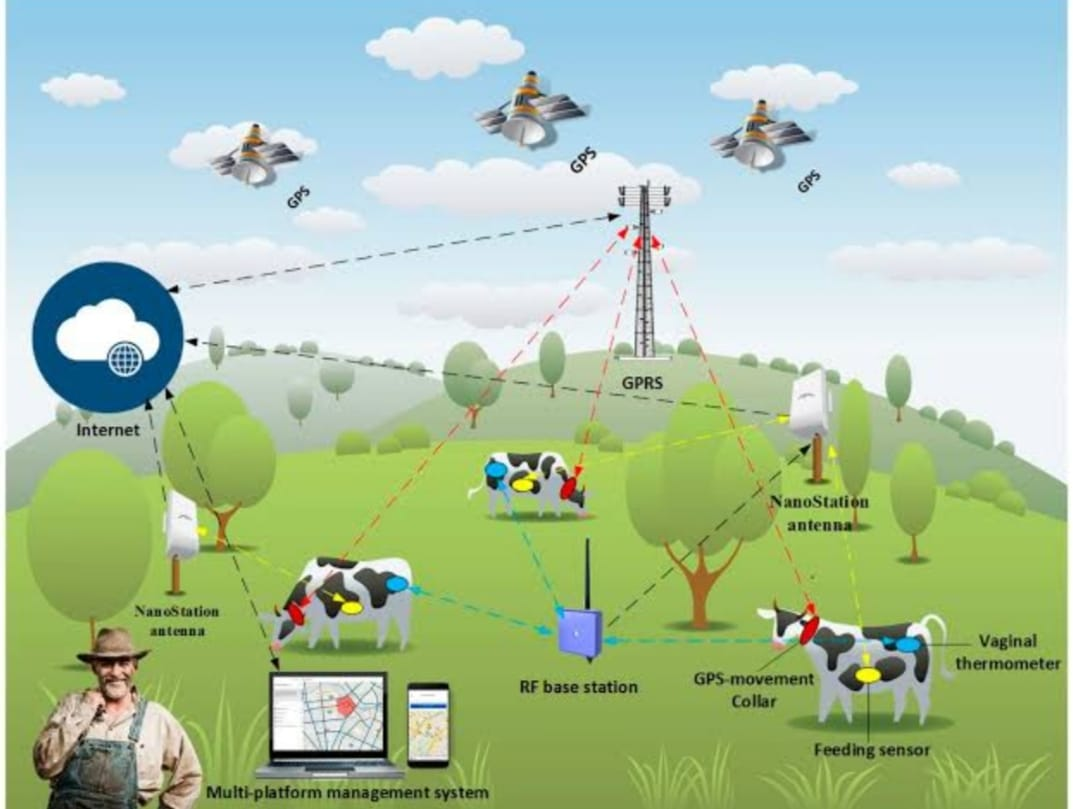 GPS
GPS
GPS
GPRS
Internet
NanoStation
antenna
NanoStation
antenna
Vaginal
thermometer
RF base station
GPS-movement
Collar
Feeding sensor
Multi-platform management system